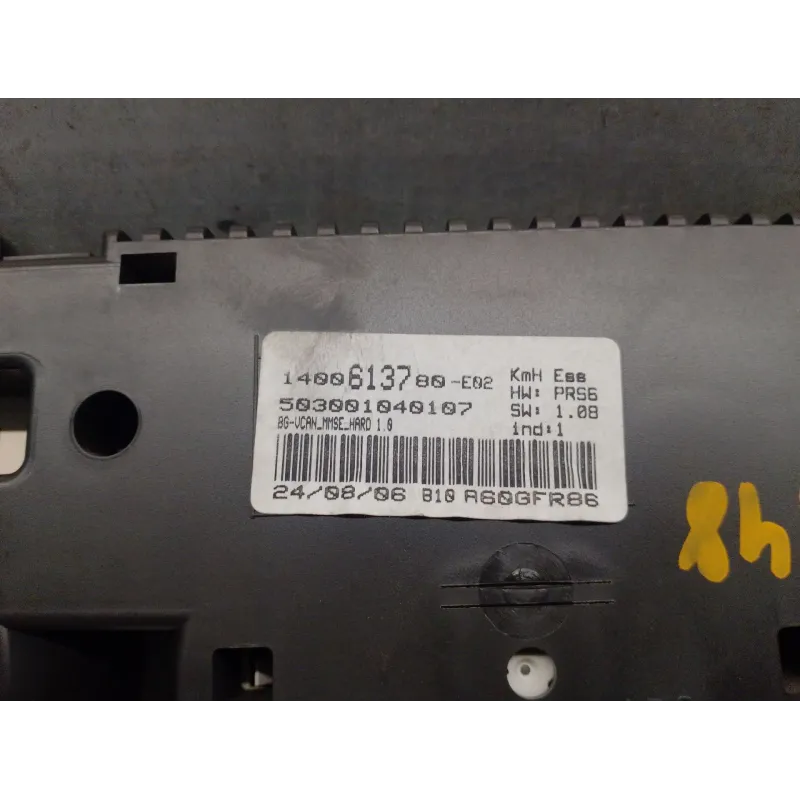 1400613780-E02 KmH Ess
HW: PRS6
503001040107 SW: 1.08
BG-VCAN_MMSE_HARD 1.0 ind:1
24/08/06 B10 A60GFR86
48